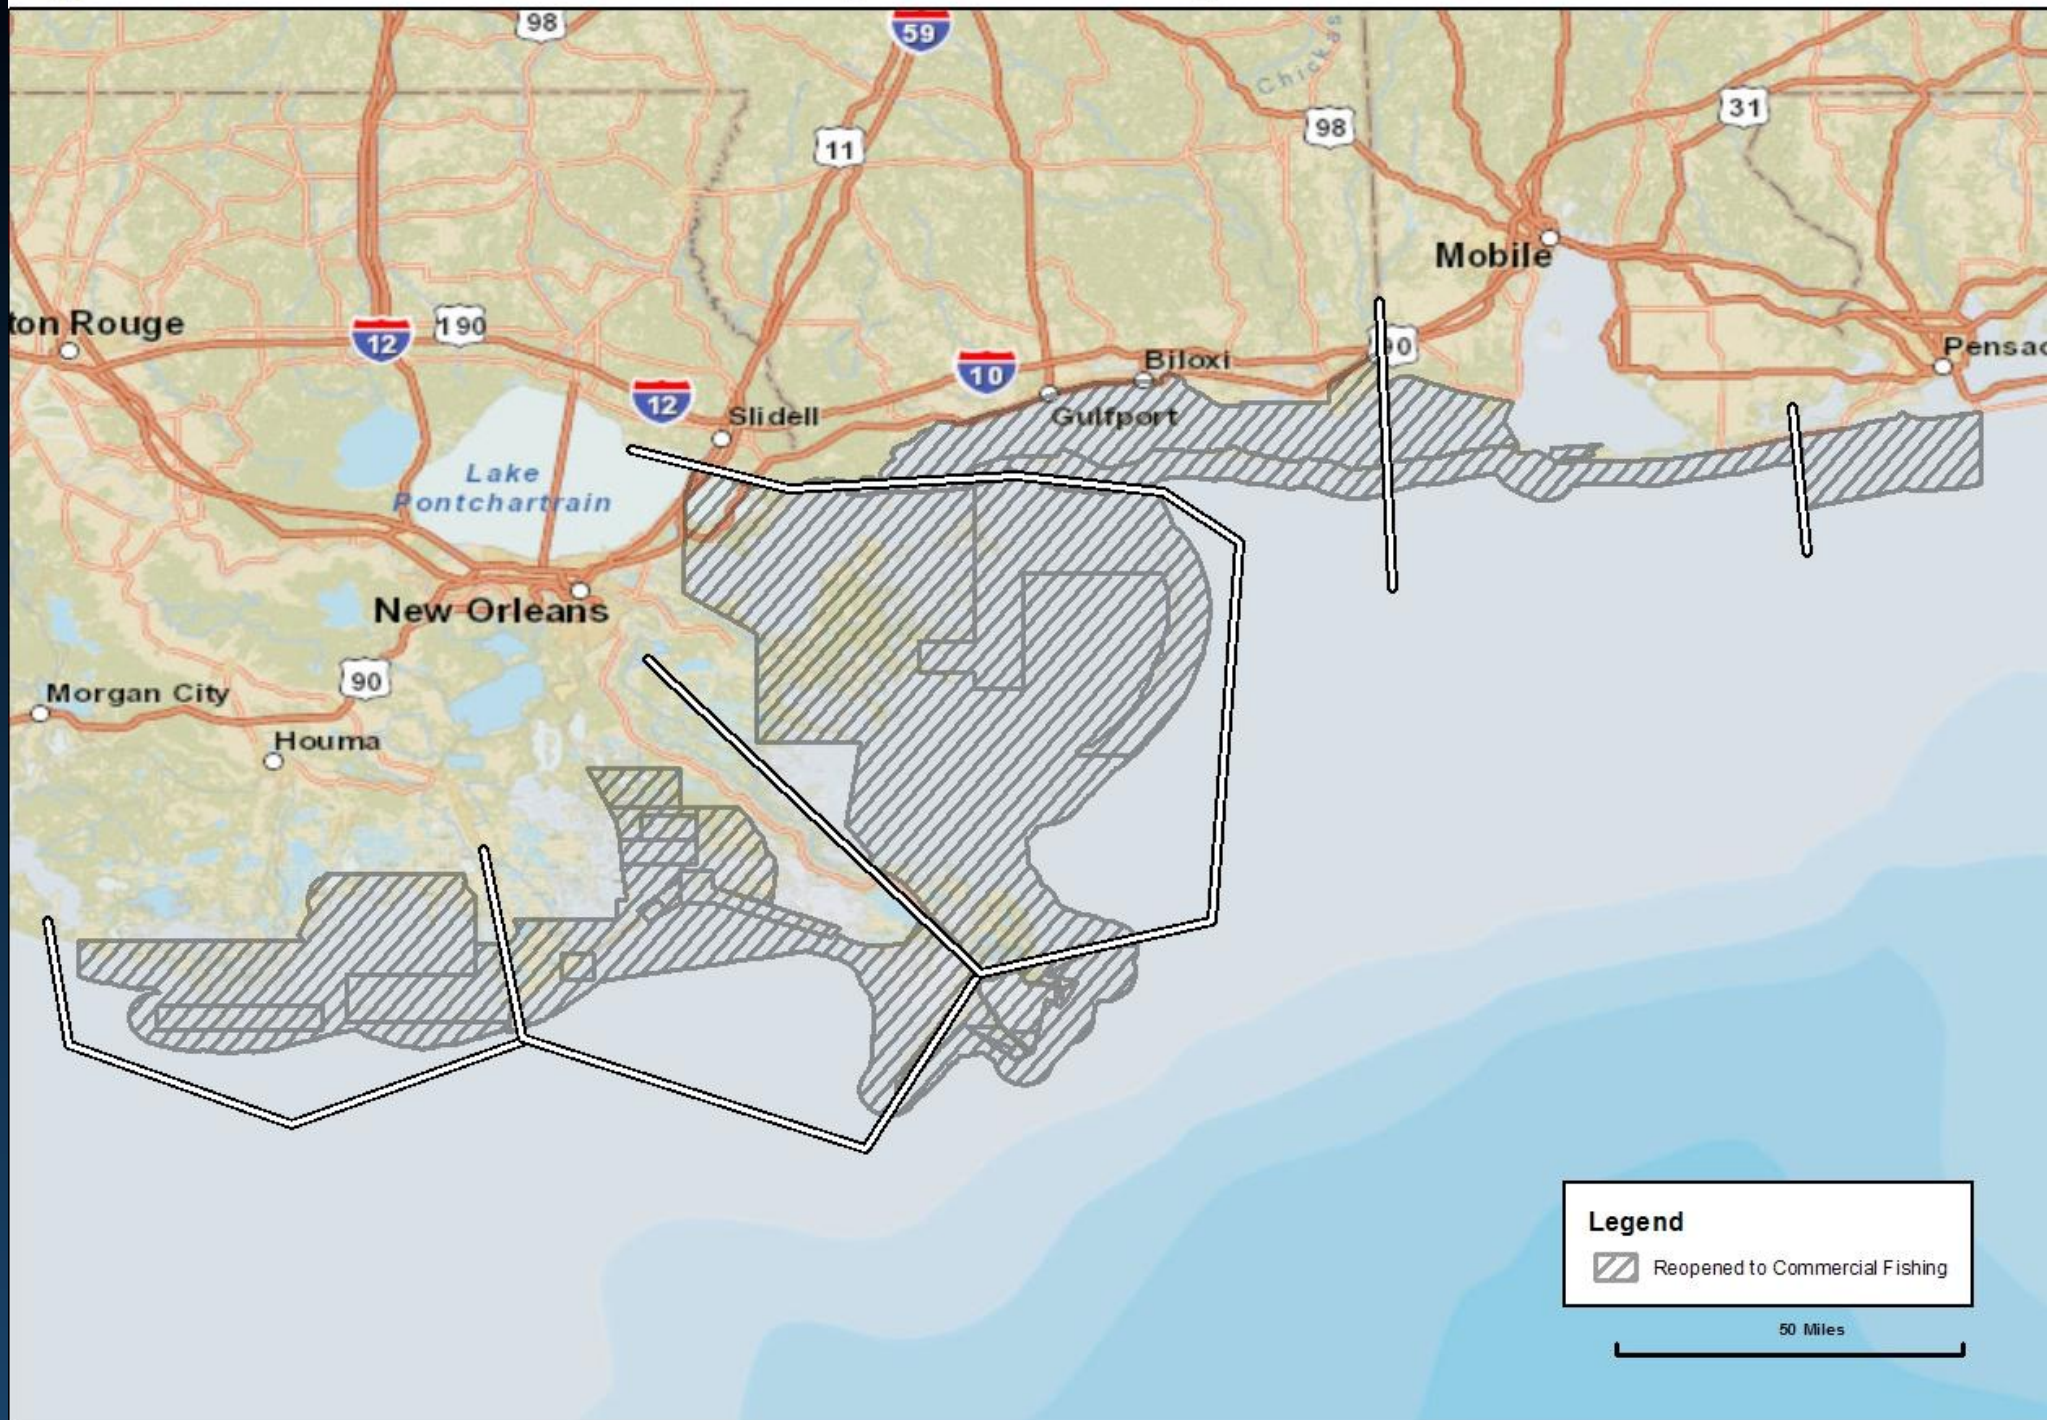 98
59
Chickas
31
98
11
Mobile
ton Rouge
12
190
90
Pensac
Biloxi
10
12
Slidell
Gulfport
Lake
Pontchartrain
New Orleans
90
Morgan City
Houma
Legend
Reopened to Commercial Fishing
50 Miles